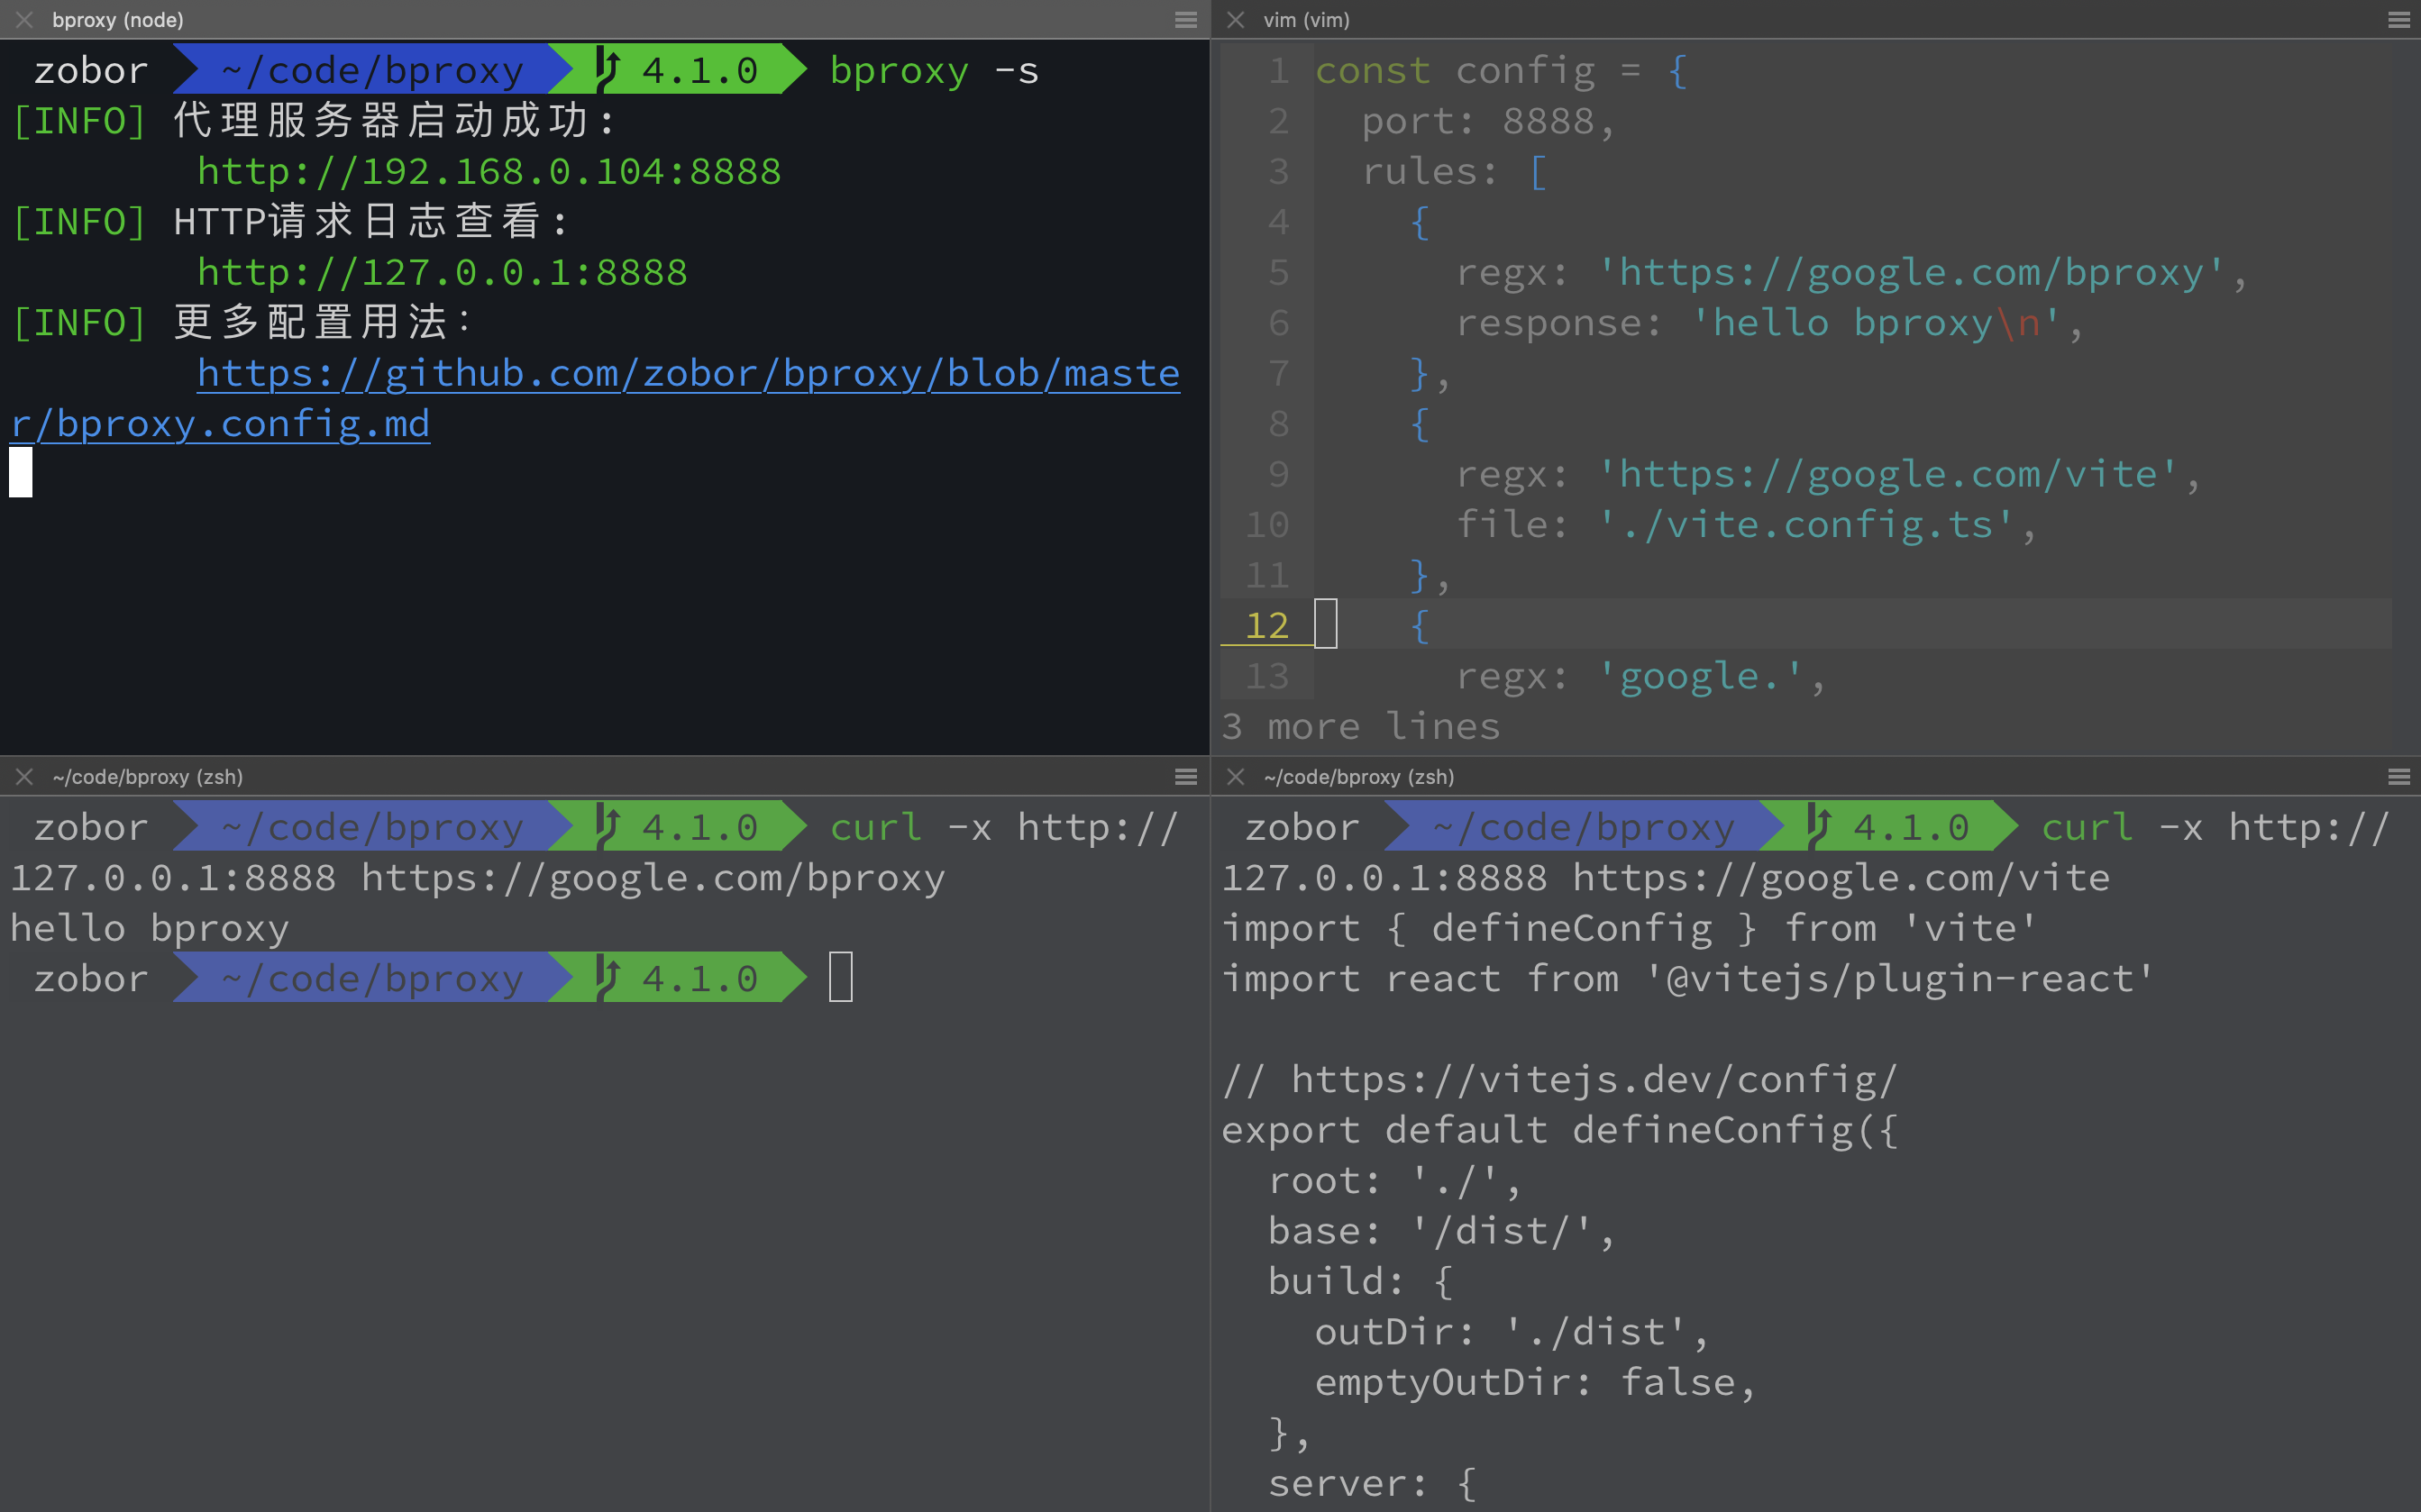 bproxy (node)
zobor ~/code/bproxy 4.1.0 bproxy -s
[INFO] 代理服务器启动成功：
http://192.168.0.104:8888
[INFO] HTTP请求日志查看：
http://127.0.0.1:8888
[INFO] 更多配置用法：
https://github.com/zobor/bproxy/blob/maste
r/bproxy.config.md
vim (vim)
1 const config = {
2   port: 8888,
3   rules: [
4     {
5       regx: 'https://google.com/bproxy',
6       response: 'hello bproxy\n',
7     },
8     {
9       regx: 'https://google.com/vite',
10       file: './vite.config.ts',
11     },
12     {
13       regx: 'google.',
3 more lines
~/code/bproxy (zsh)
zobor ~/code/bproxy 4.1.0 curl -x http://
127.0.0.1:8888 https://google.com/bproxy
hello bproxy
zobor ~/code/bproxy 4.1.0
~/code/bproxy (zsh)
zobor ~/code/bproxy 4.1.0 curl -x http://
127.0.0.1:8888 https://google.com/vite
import { defineConfig } from 'vite'
import react from '@vitejs/plugin-react'
// https://vitejs.dev/config/
export default defineConfig({
  root: './',
  base: '/dist/',
  build: {
    outDir: './dist',
    emptyOutDir: false,
  },
  server: {